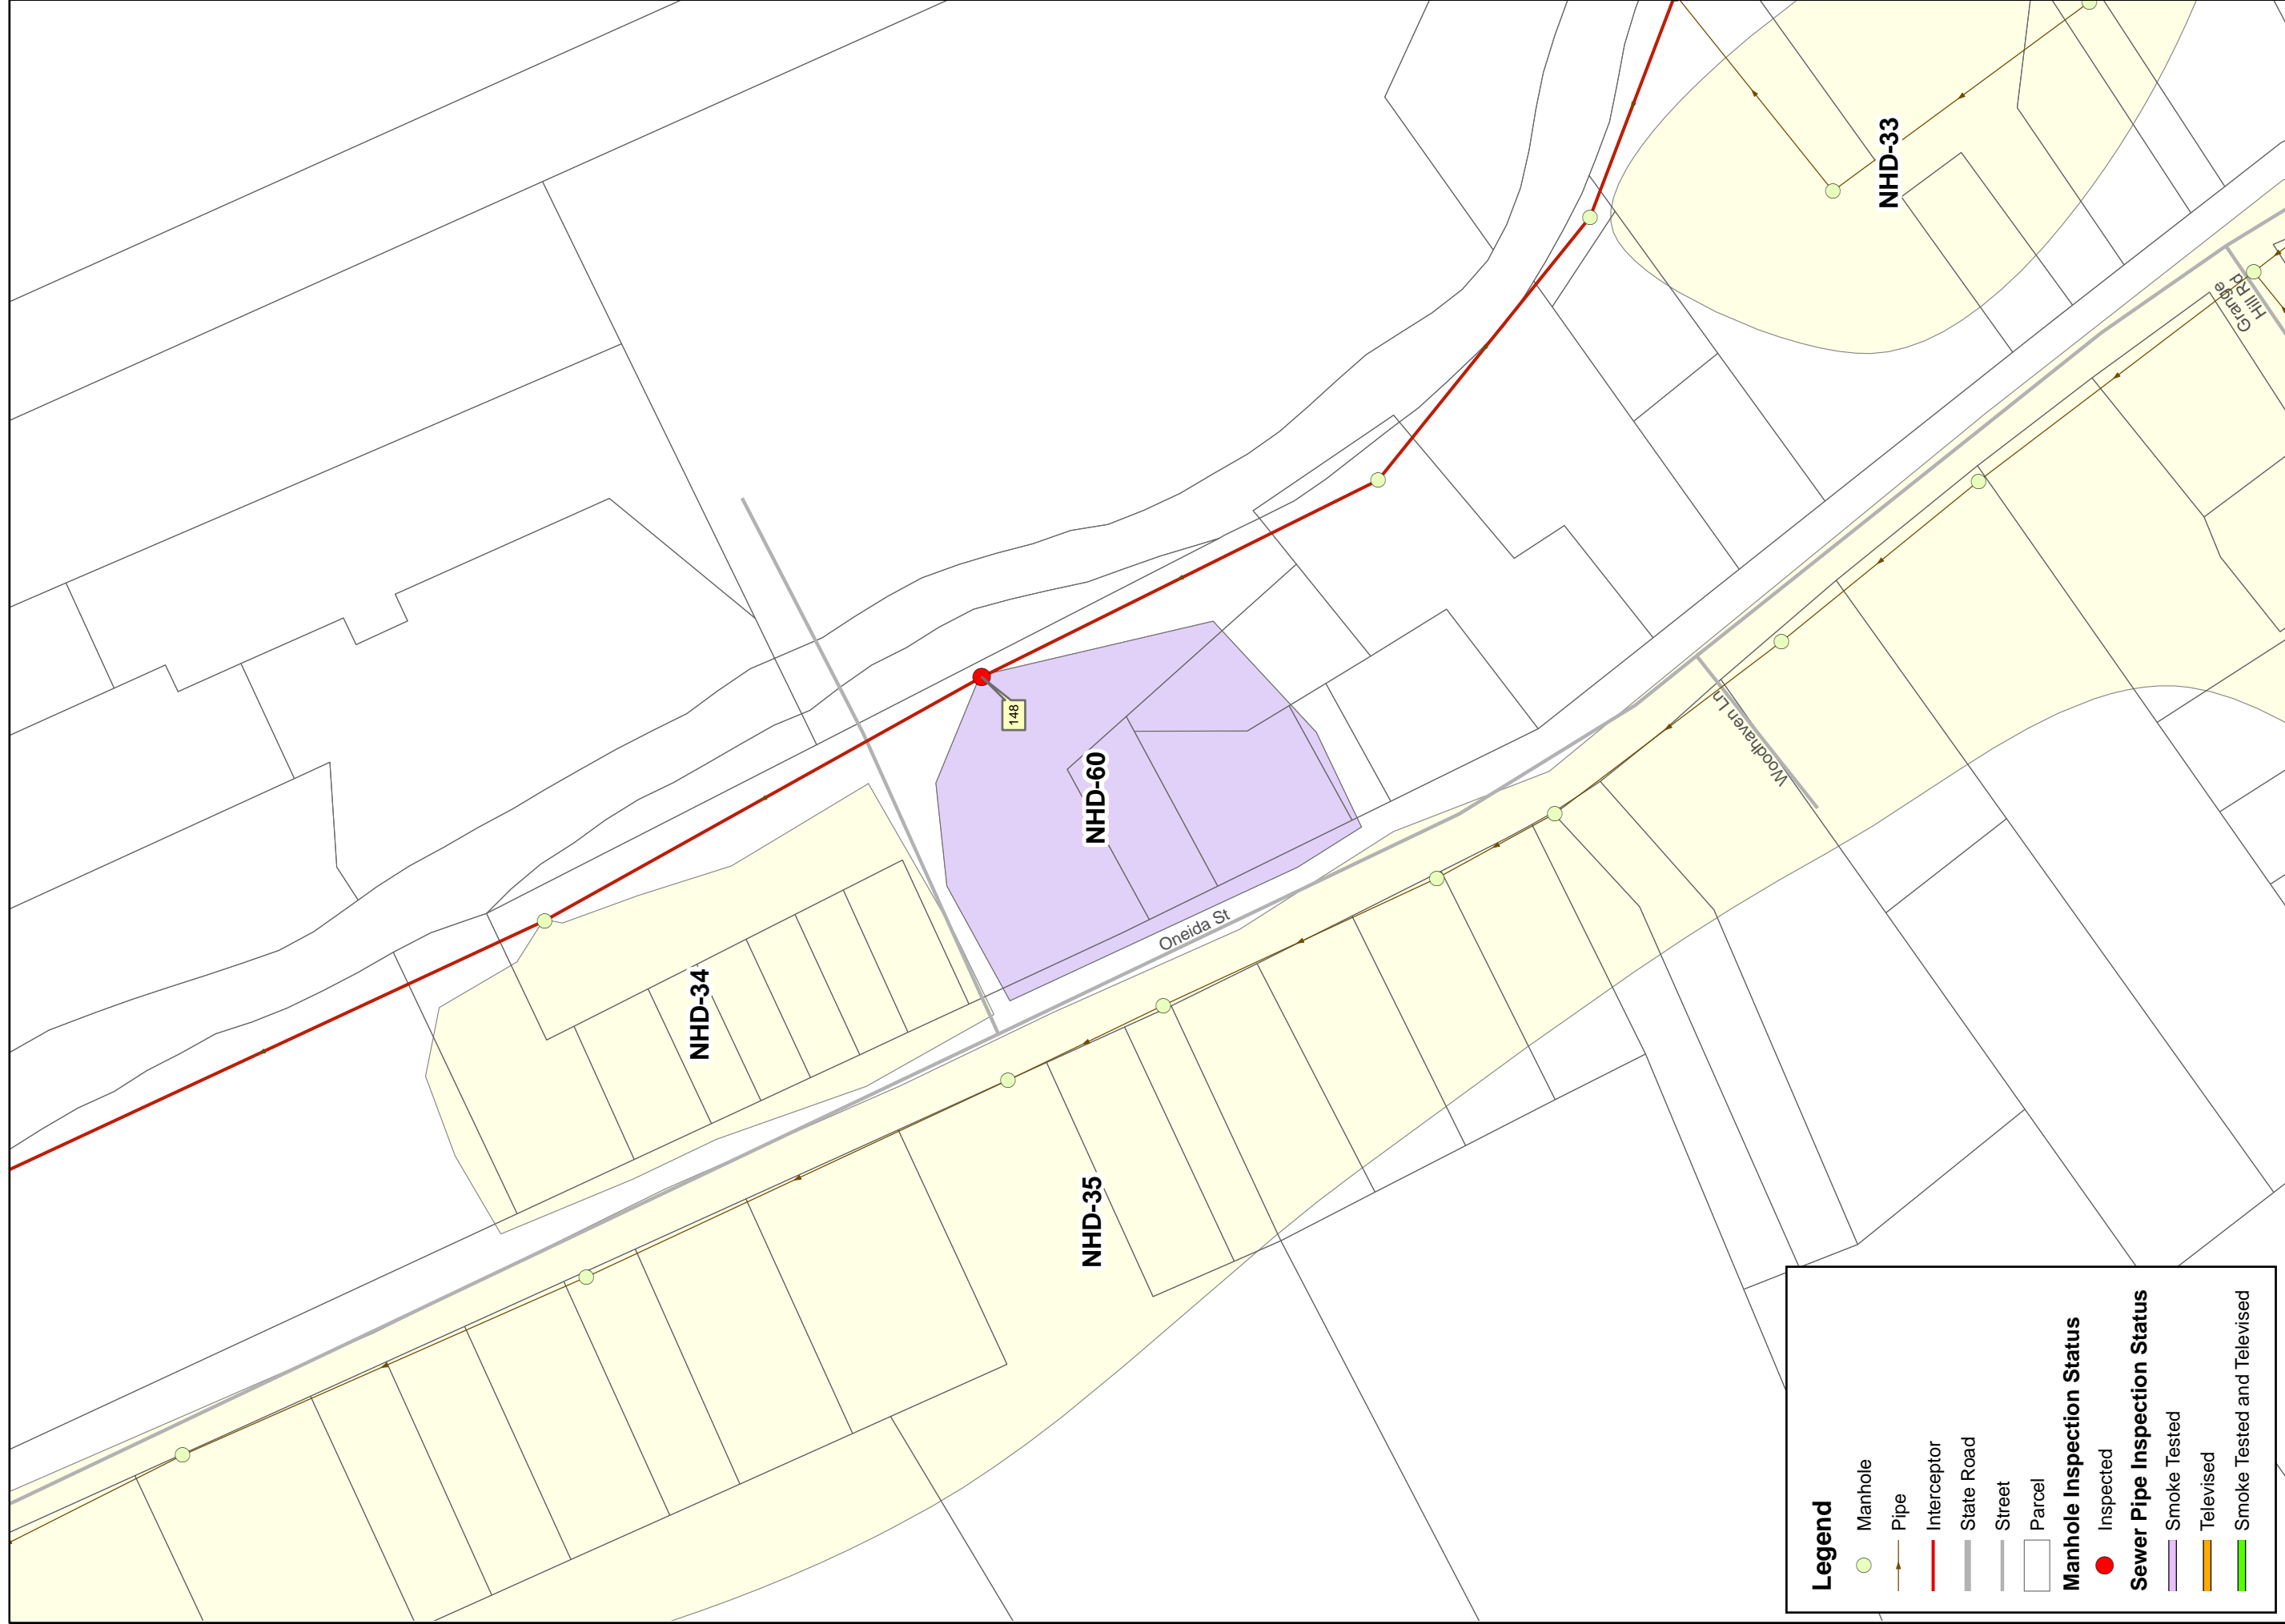 NHD-33
Grange
Hill Rd
148
NHD-60
Woodhaven Ln
Oneida St
NHD-34
NHD-35
Legend
Manhole
Pipe
Interceptor
State Road
Street
Parcel
Manhole Inspection Status
Inspected
Sewer Pipe Inspection Status
Smoke Tested
Televised
Smoke Tested and Televised